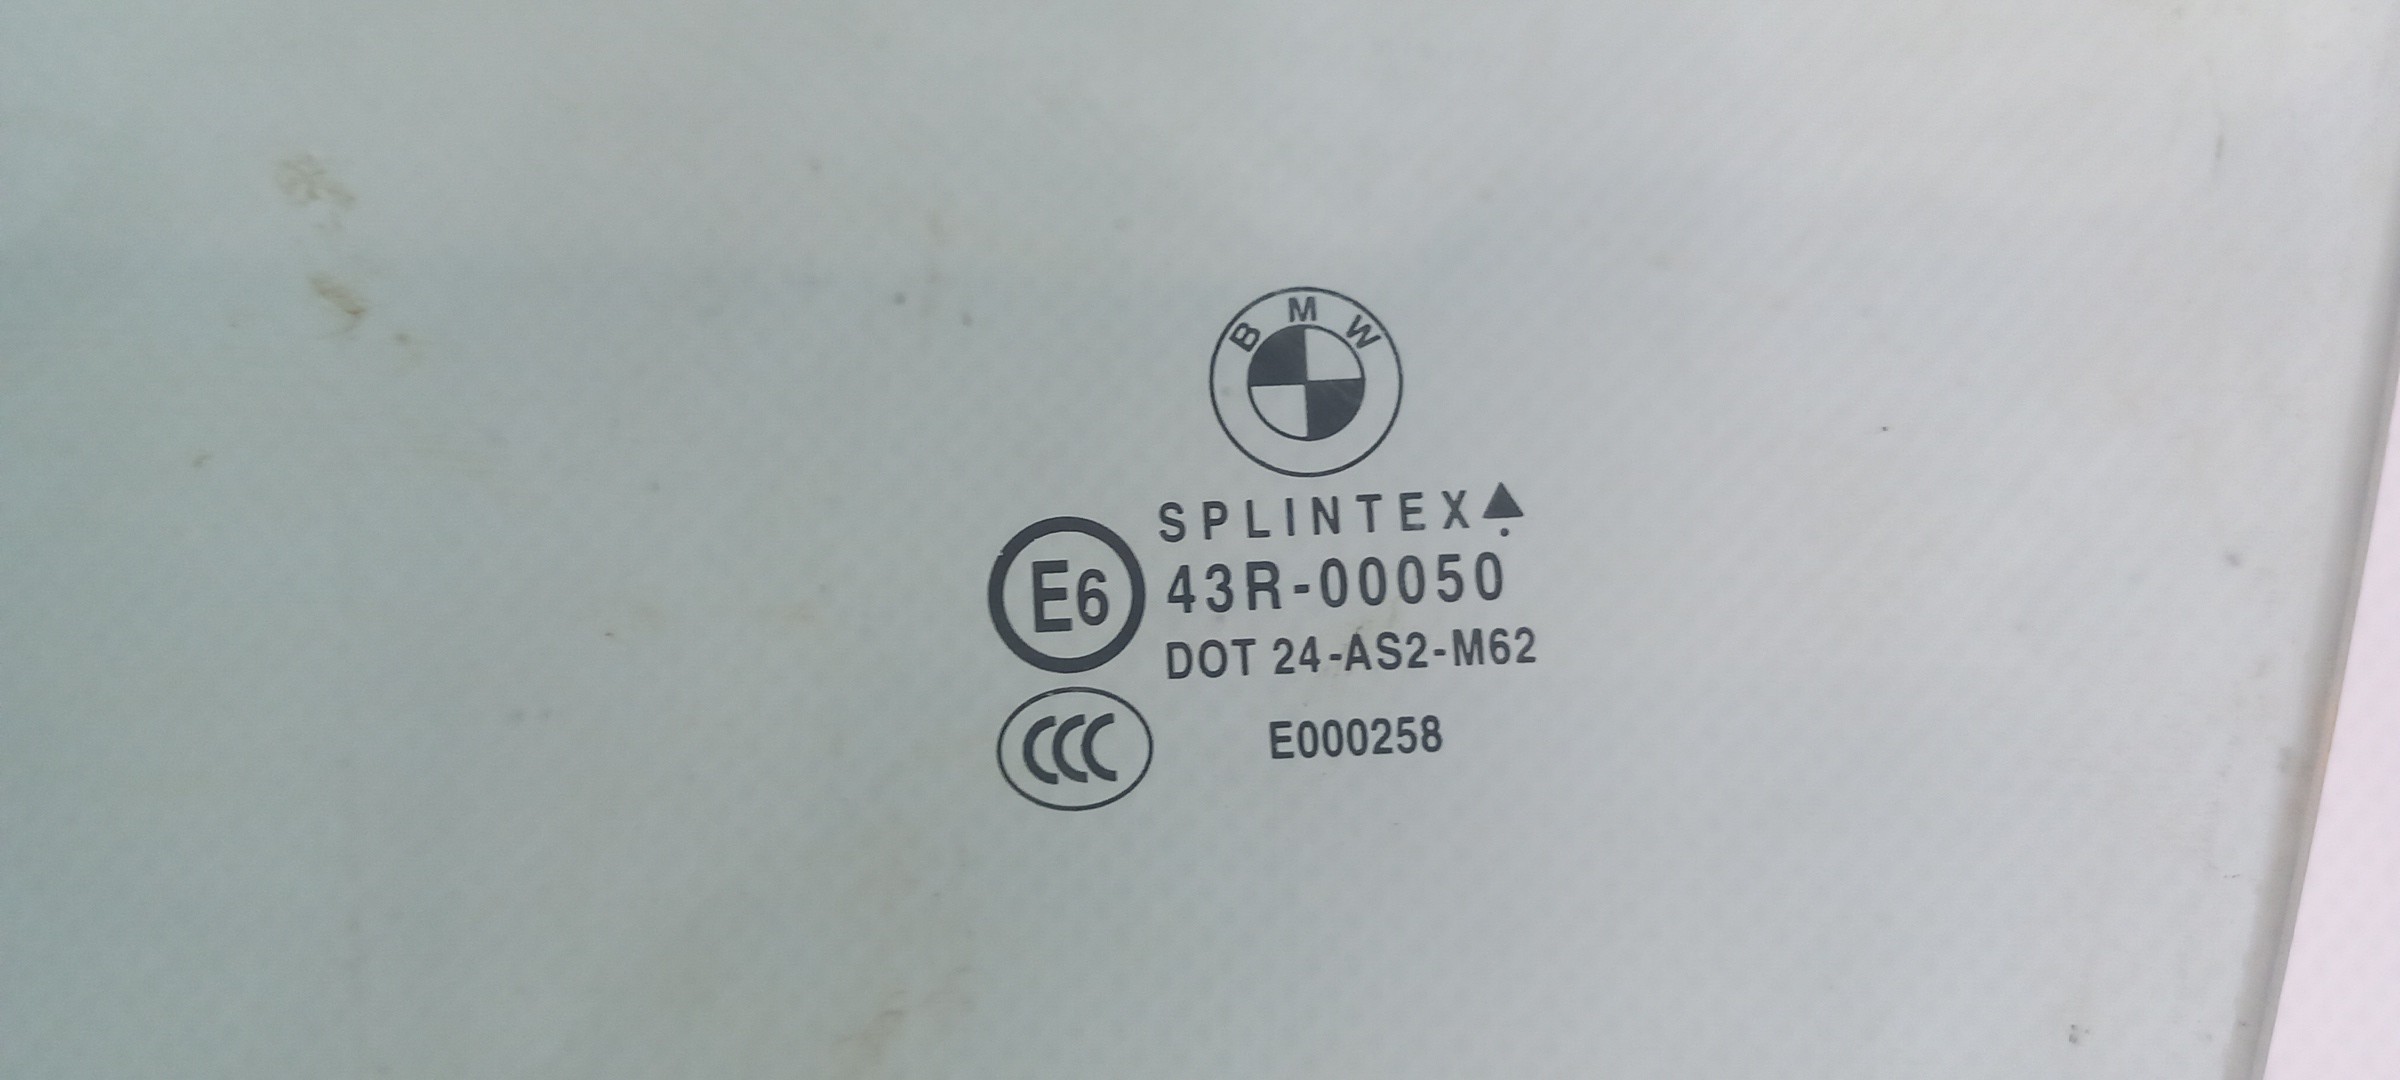 BMW
SPLINTEX
E6
43R-00050
DOT 24-AS2-M62
CCC
E000258